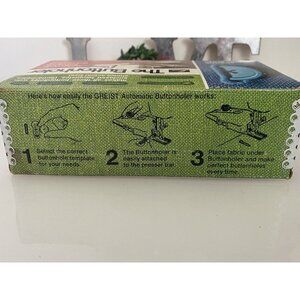 The Buttonholer
Here's how easily the GREIST Automatic Buttonholer works:
1 Select the correct
buttonhole template
for your needs.
2 The Buttonholer is
easily attached
to the presser bar.
3 Place fabric under
Buttonholer and make
perfect buttonholes
every time.